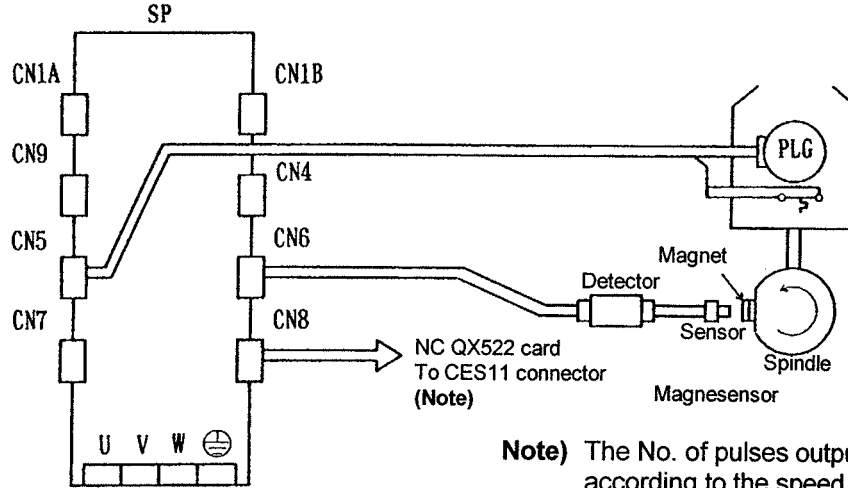 SP
CN1A
CN1B
CN9
CN4
PLG
CN5
CN6
Magnet
Detector
CN7
CN8
Sensor
Spindle
NC QX522 card
To CES11 connector
(Note)
Magnesensor
U V W
Note) The No. of pulses outp
according to the speed